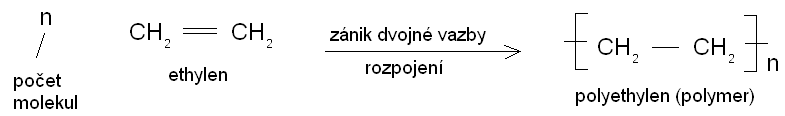 n
počet
molekul
CH₂ CH₂
ethylen
zánik dvojné vazby
rozpojení
CH₂ CH₂ n
polyethylen (polymer)